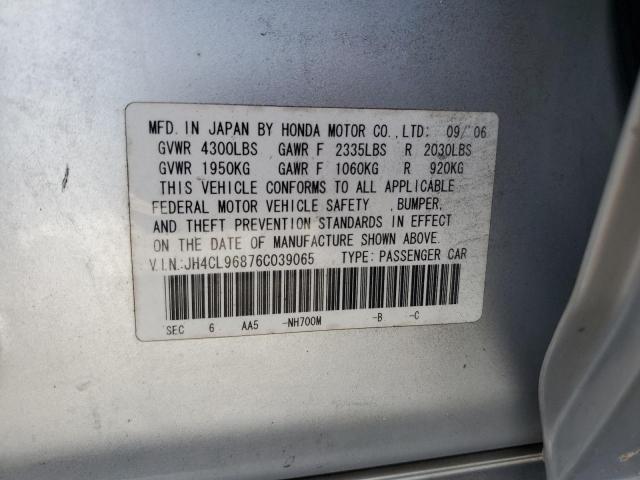 MFD. IN JAPAN BY HONDA MOTOR CO., LTD: 09/ 06
GVWR 4300LBS GAWR F 2335LBS R 2030LBS
GVWR 1950KG GAWR F 1060KG R 920KG
THIS VEHICLE CONFORMS TO ALL APPLICABLE
FEDERAL MOTOR VEHICLE SAFETY ,BUMPER,
AND THEFT PREVENTION STANDARDS IN EFFECT
ON THE DATE OF MANUFACTURE SHOWN ABOVE.
V.I.N.:JH4CL96876C039065 TYPE: PASSENGER CAR
SEC 6 AA5 -NH700M -B -C